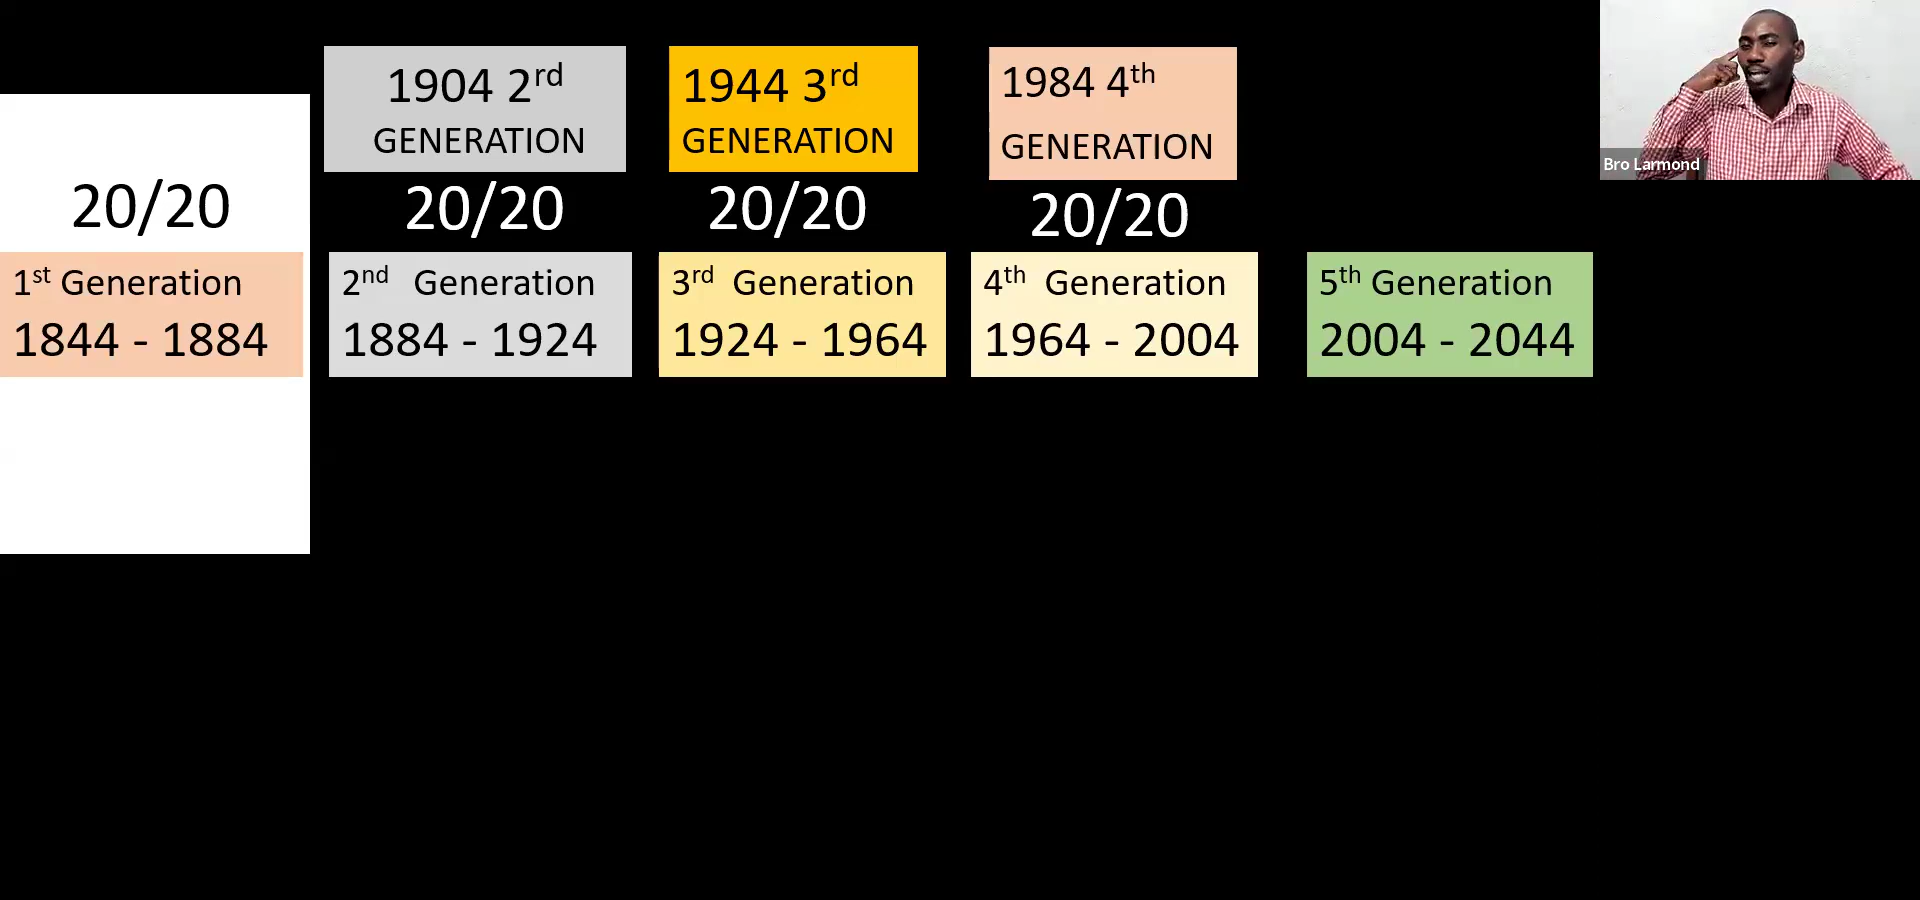 1904 2rd
GENERATION
1944 3rd
GENERATION
1984 4th
GENERATION
Bro Larmond
20/20
20/20
20/20
20/20
1st Generation
1844 - 1884
2nd Generation
1884 - 1924
3rd Generation
1924 - 1964
4th Generation
1964 - 2004
5th Generation
2004 - 2044